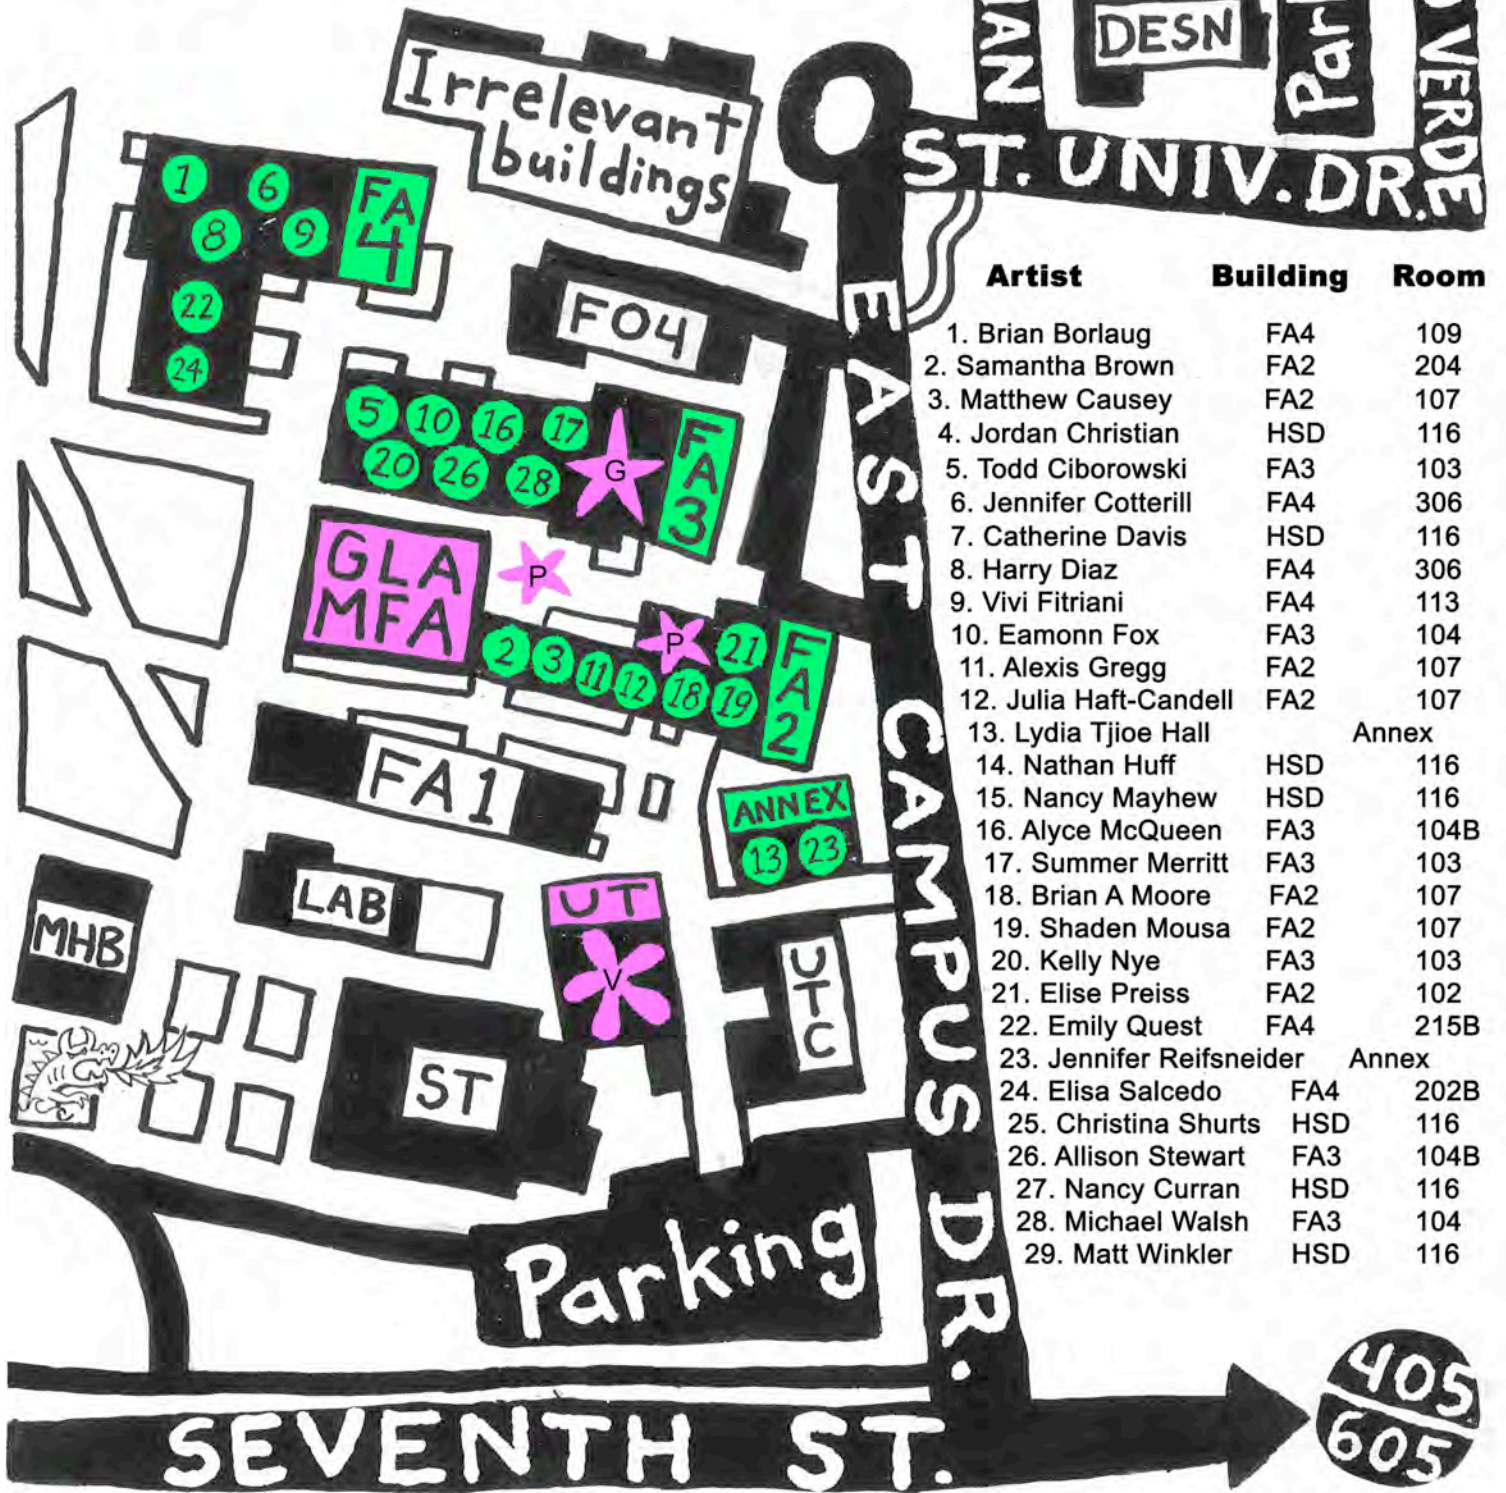 Irrelevant
buildings
DESN
ST. UNIV. DR.
VERDE
1
6
8
9
22
24
FA
4
FO4
5
10
16
17
20
26
28
G
FA
3
GLA
MFA
P
P
2
3
11
12
18
19
21
FA
2
FA1
ANNEX
13
23
LAB
MHB
UT
V
UTC
ST
Parking
EAST CAMPUS DR.
SEVENTH ST.
405
605
Artist Building Room
1. Brian Borlaug FA4 109
2. Samantha Brown FA2 204
3. Matthew Causey FA2 107
4. Jordan Christian HSD 116
5. Todd Ciborowski FA3 103
6. Jennifer Cotterill FA4 306
7. Catherine Davis HSD 116
8. Harry Diaz FA4 306
9. Vivi Fitriani FA4 113
10. Eamonn Fox FA3 104
11. Alexis Gregg FA2 107
12. Julia Haft-Candell FA2 107
13. Lydia Tjioe Hall Annex
14. Nathan Huff HSD 116
15. Nancy Mayhew HSD 116
16. Alyce McQueen FA3 104B
17. Summer Merritt FA3 103
18. Brian A Moore FA2 107
19. Shaden Mousa FA2 107
20. Kelly Nye FA3 103
21. Elise Preiss FA2 102
22. Emily Quest FA4 215B
23. Jennifer Reifsneider Annex
24. Elisa Salcedo FA4 202B
25. Christina Shurts HSD 116
26. Allison Stewart FA3 104B
27. Nancy Curran HSD 116
28. Michael Walsh FA3 104
29. Matt Winkler HSD 116